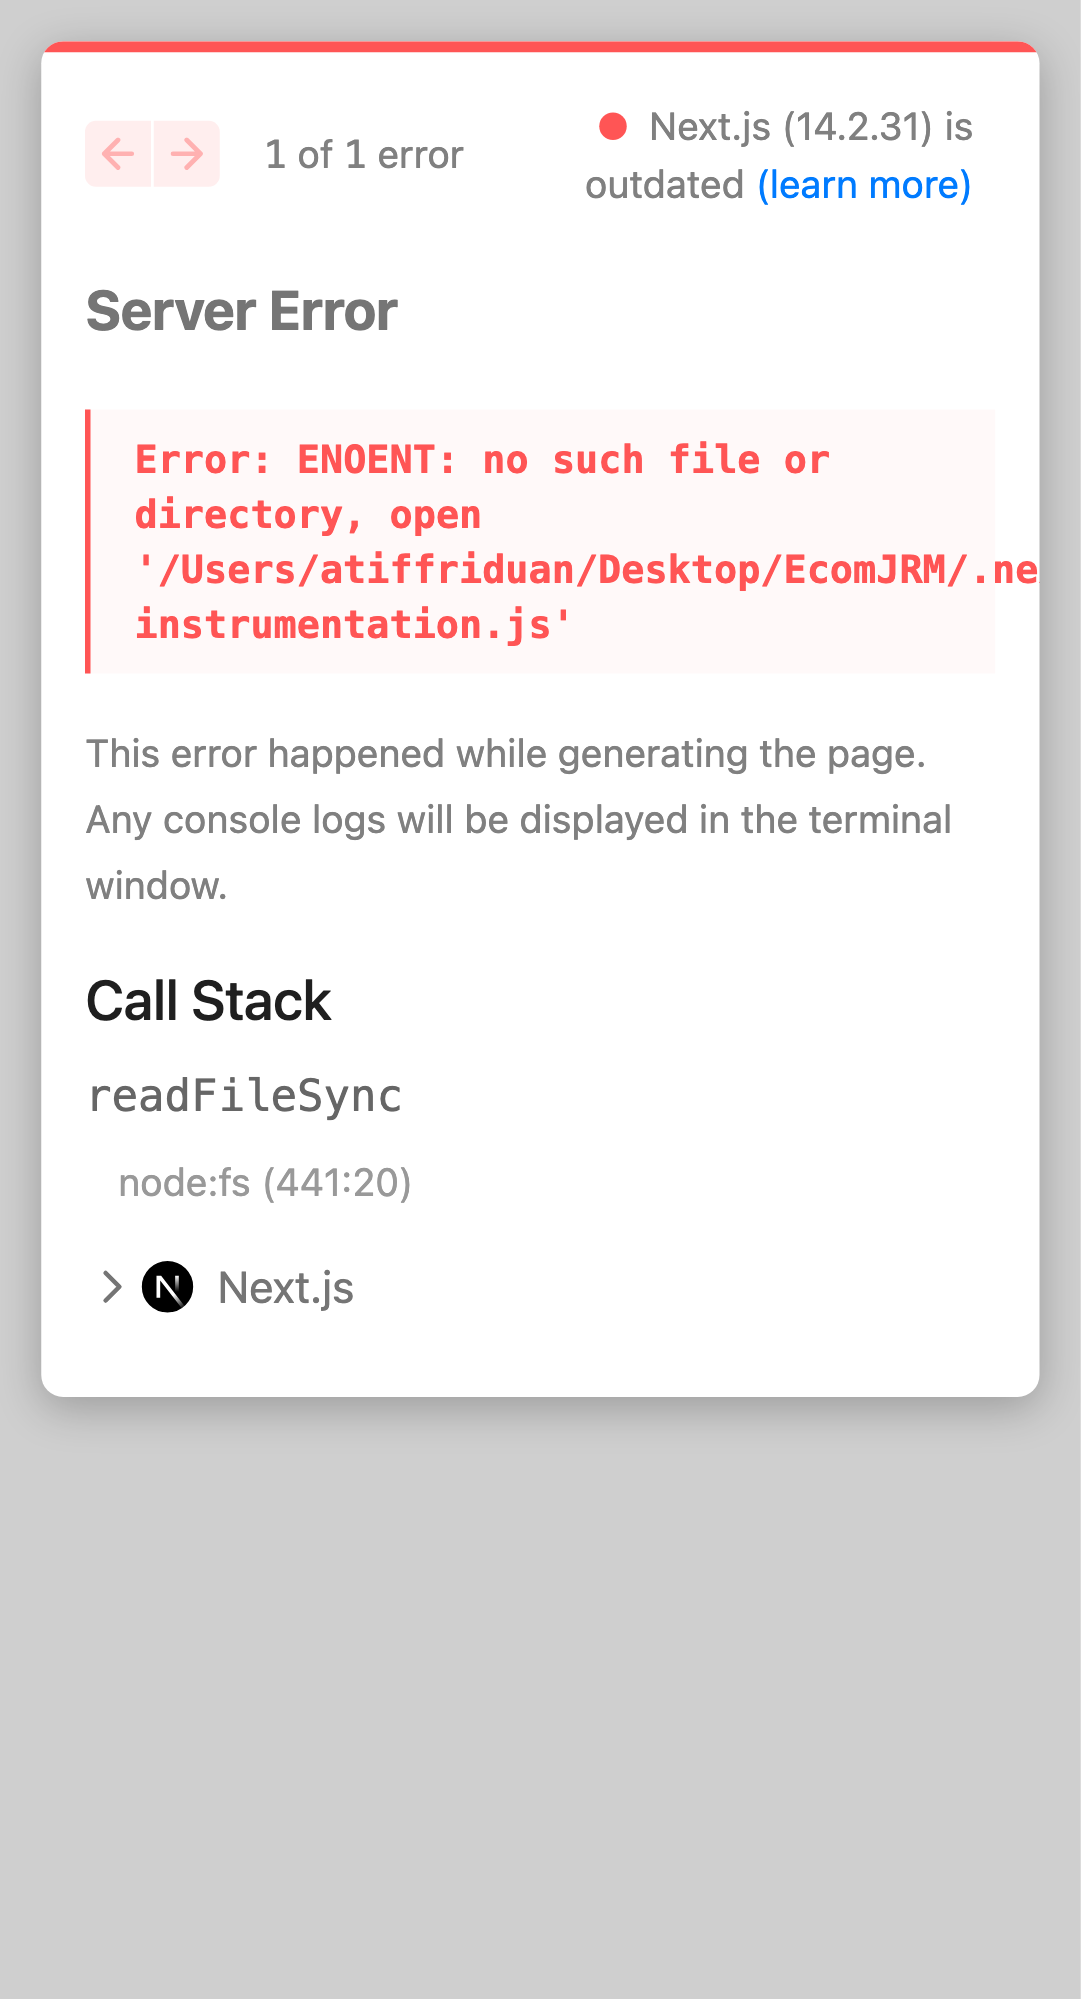 1 of 1 error
Next.js (14.2.31) is
outdated (learn more)
Server Error
Error: ENOENT: no such file or
directory, open
'/Users/atiffriduan/Desktop/EcomJRM/.ne
instrumentation.js'
This error happened while generating the page.
Any console logs will be displayed in the terminal
window.
Call Stack
readFileSync
node:fs (441:20)
N Next.js